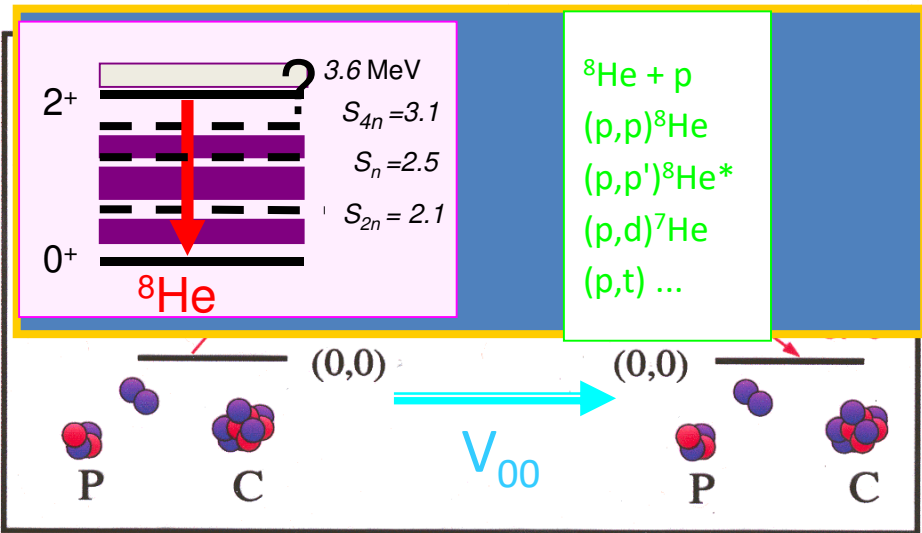 ?
3.6 MeV
2⁺
S₄ₙ =3.1
Sₙ =2.5
S₂ₙ = 2.1
0⁺
⁸He
⁸He + p
(p,p)⁸He
(p,p')⁸He*
(p,d)⁷He
(p,t) ...
(0,0)
(0,0)
V₀₀
P
C
P
C